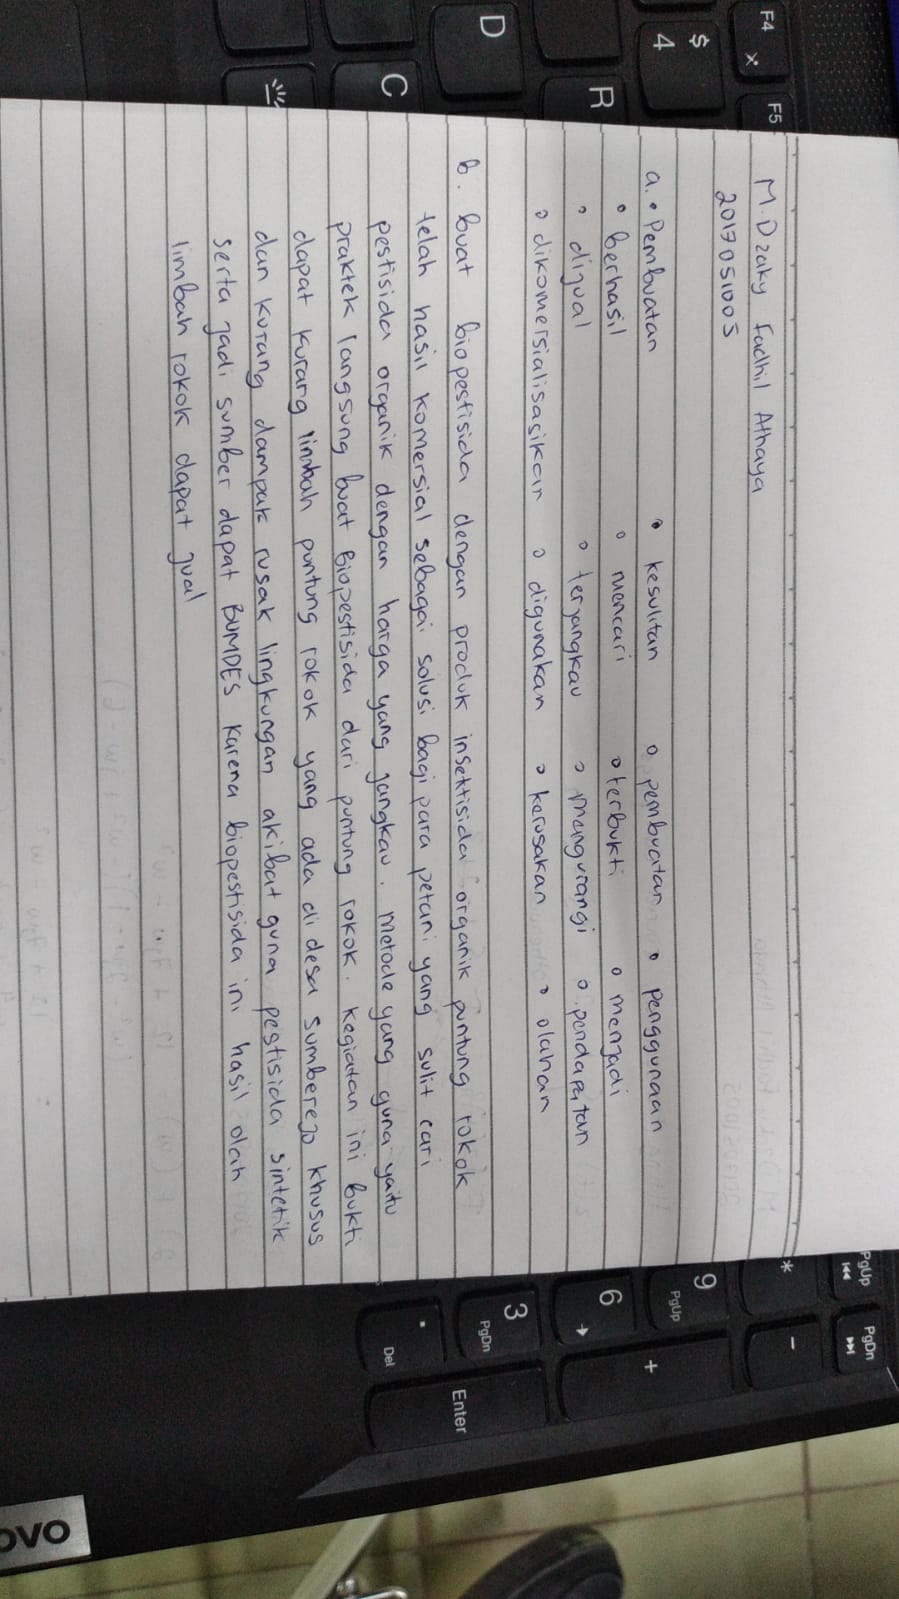 M. Dzaky Fadhil Athaya
2017051005
a. • Pembuatan • kesulitan • pembuatan • penggunaan
• berhasil • mencari • terbukti • menjadi
• dijual • terjangkau • mengurangi • pendapatan
• dikomersialisasikan • digunakan • kerusakan • olahan
b. buat biopestisida dengan produk insektisida organik puntung rokok
telah hasil komersial sebagai solusi bagi para petani yang sulit cari
pestisida organik dengan harga yang jangkau. Metode yang guna yaitu
praktek langsung buat Biopestisida dari puntung rokok. kegiatan ini bukti
dapat kurang limbah puntung rokok yang ada di desa sumberejo khusus
dan kurang dampak rusak lingkungan akibat guna pestisida sintetik
serta jadi sumber dapat BUMDES karena biopestisida ini hasil olah
limbah rokok dapat jual
F4
F5
$
4
R
D
C
PgUp
PgDn
*
-
9
PgUp
6
+
3
PgDn
.
Del
Enter
OVO